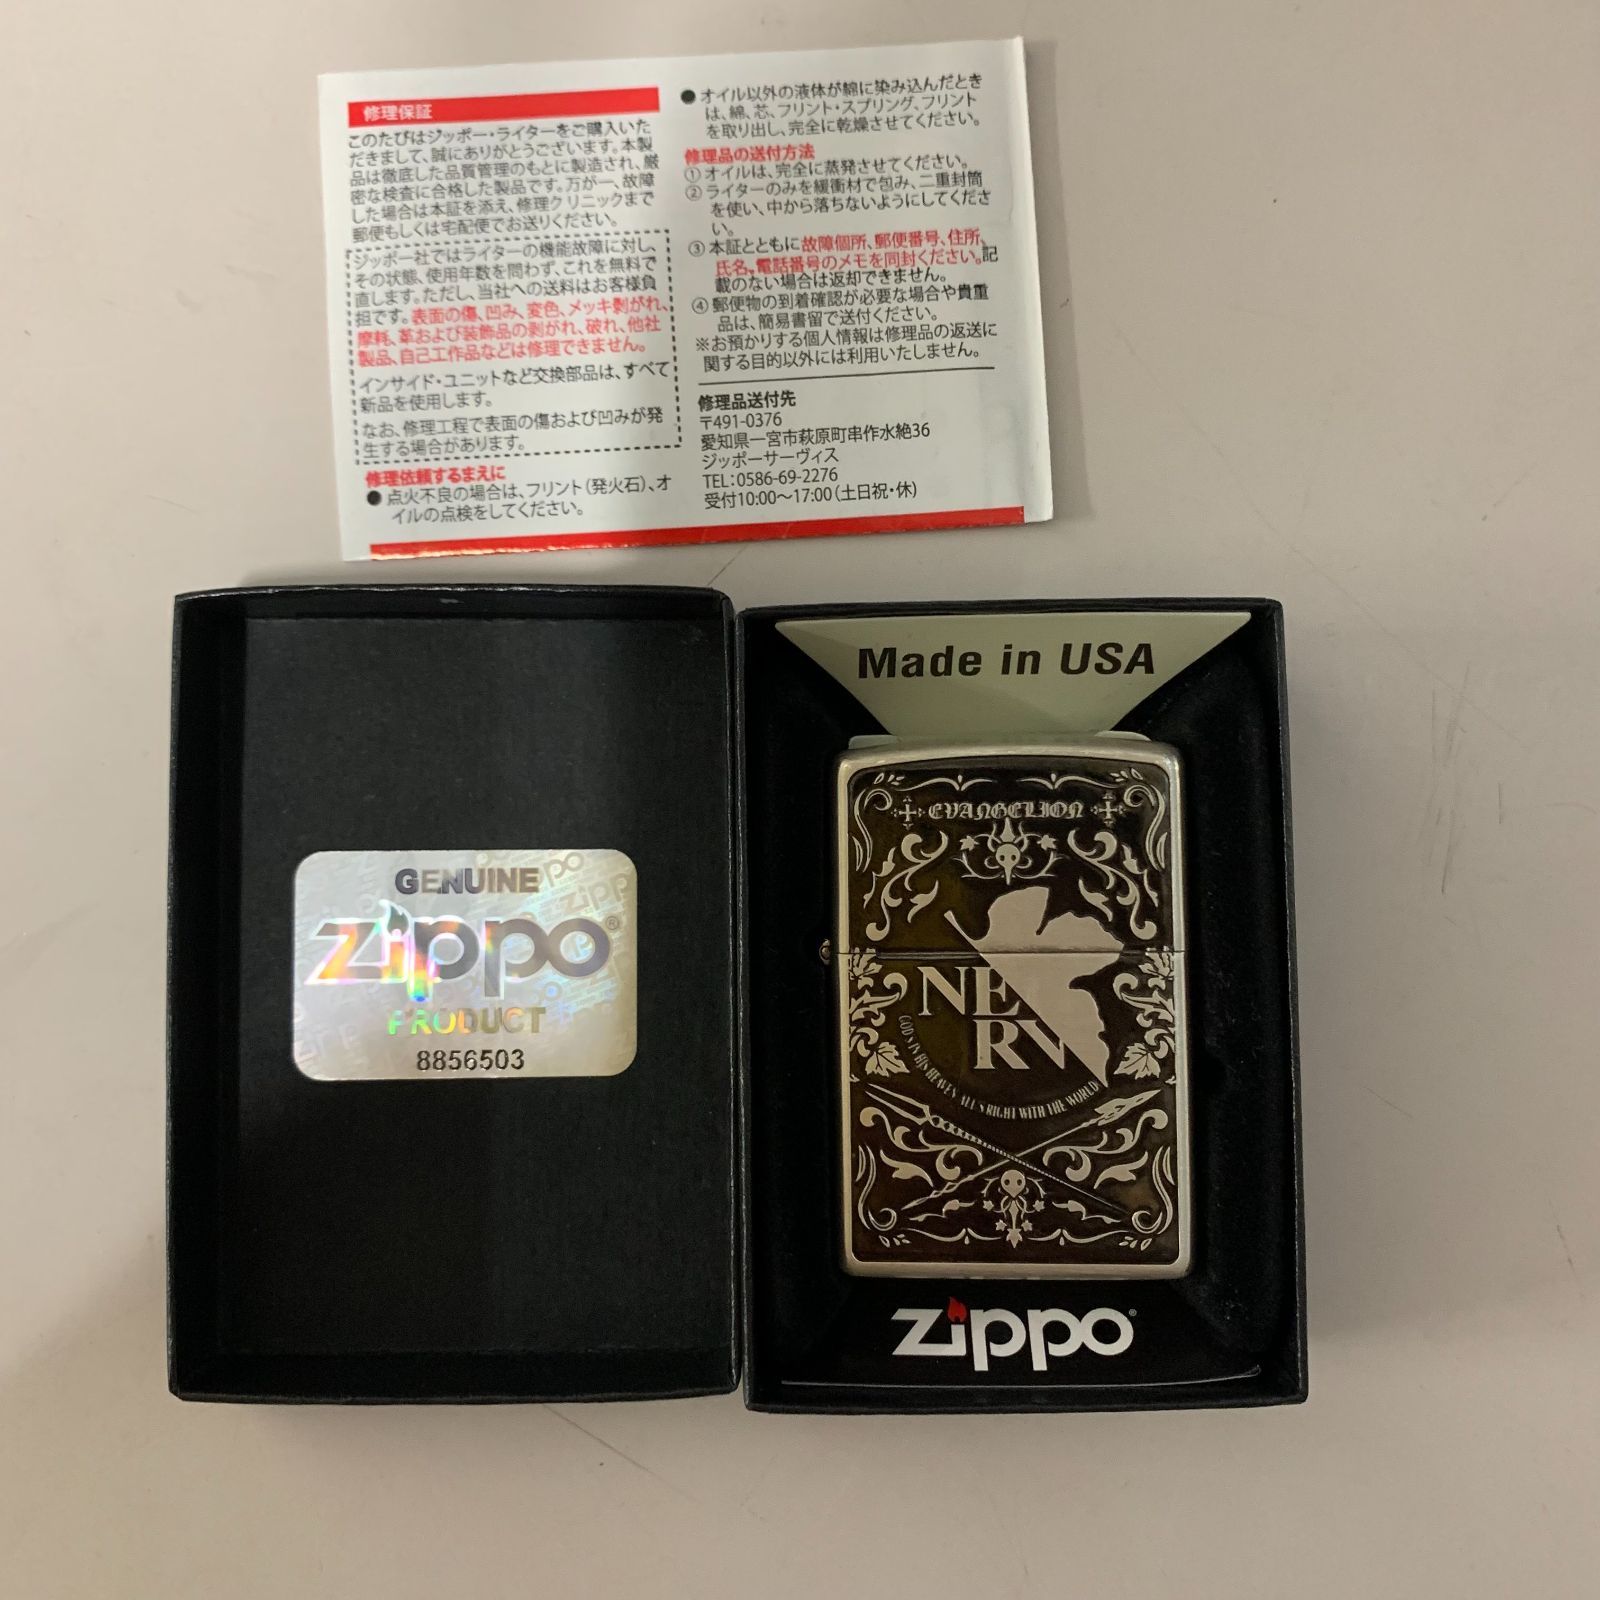 修理保証
このたびはジッポー・ライターをご購入いた
だきまして、誠にありがとうございます。本製
品は徹底した品質管理のもとに製造され、厳
密な検査に合格した製品です。万が一、故障
した場合は本証を添え、修理クリニックまで
郵便もしくは宅配便でお送りください。
ジッポー社ではライターの機能故障に対し、
その状態、使用年数を問わず、これを無料で
直します。ただし、当社への送料はお客様負
担です。表面の傷、凹み、変色、メッキ剥がれ、
摩耗、革および装飾品の剥がれ、破れ、他社
製品、自己工作品などは修理できません。
インサイド・ユニットなど交換部品は、すべて
新品を使用します。
なお、修理工程で表面の傷および凹みが発
生する場合があります。
修理依頼するまえに
●点火不良の場合は、フリント（発火石）、オ
イルの点検をしてください。
●オイル以外の液体が綿に染み込んだとき
は、綿、芯、フリント・スプリング、フリント
を取り出し、完全に乾燥させてください。
修理品の送付方法
①オイルは、完全に蒸発させてください。
②ライターのみを緩衝材で包み、二重封筒
を使い、中から落ちないようにしてくださ
い。
③本証とともに故障個所、郵便番号、住所、
氏名、電話番号のメモを同封ください。記
載のない場合は返却できません。
④郵便物の到着確認が必要な場合や貴重
品は、簡易書留で送付ください。
※お預かりする個人情報は修理品の返送に
関する目的以外には利用いたしません。
修理品送付先
〒491-0376
愛知県一宮市萩原町串作水絶36
ジッポーサーヴィス
TEL：0586-69-2276
受付10:00～17:00（土日祝・休）
GENUINE
zippo®
PRODUCT
8856503
Made in USA
EVANGELION
NERV
GOD'S IN HIS HEAVEN. ALL'S RIGHT WITH THE WORLD.
zippo®